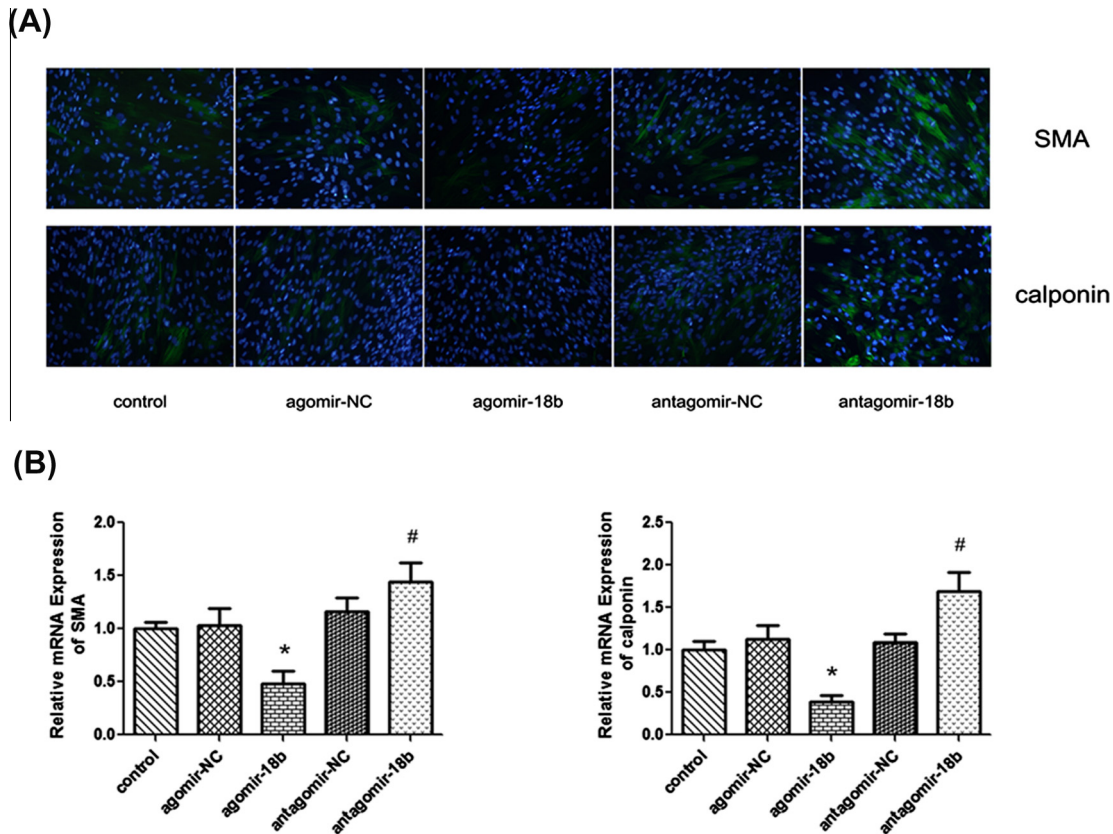 (A)
SMA
calponin
control agomir-NC agomir-18b antagomir-NC antagomir-18b
(B)
Relative mRNA Expression
of SMA
2.0
1.5
1.0
0.5
0.0
*
#
control
agomir-NC
agomir-18b
antagomir-NC
antagomir-18b
Relative mRNA Expression
of calponin
2.5
2.0
1.5
1.0
0.5
0.0
*
#
control
agomir-NC
agomir-18b
antagomir-NC
antagomir-18b